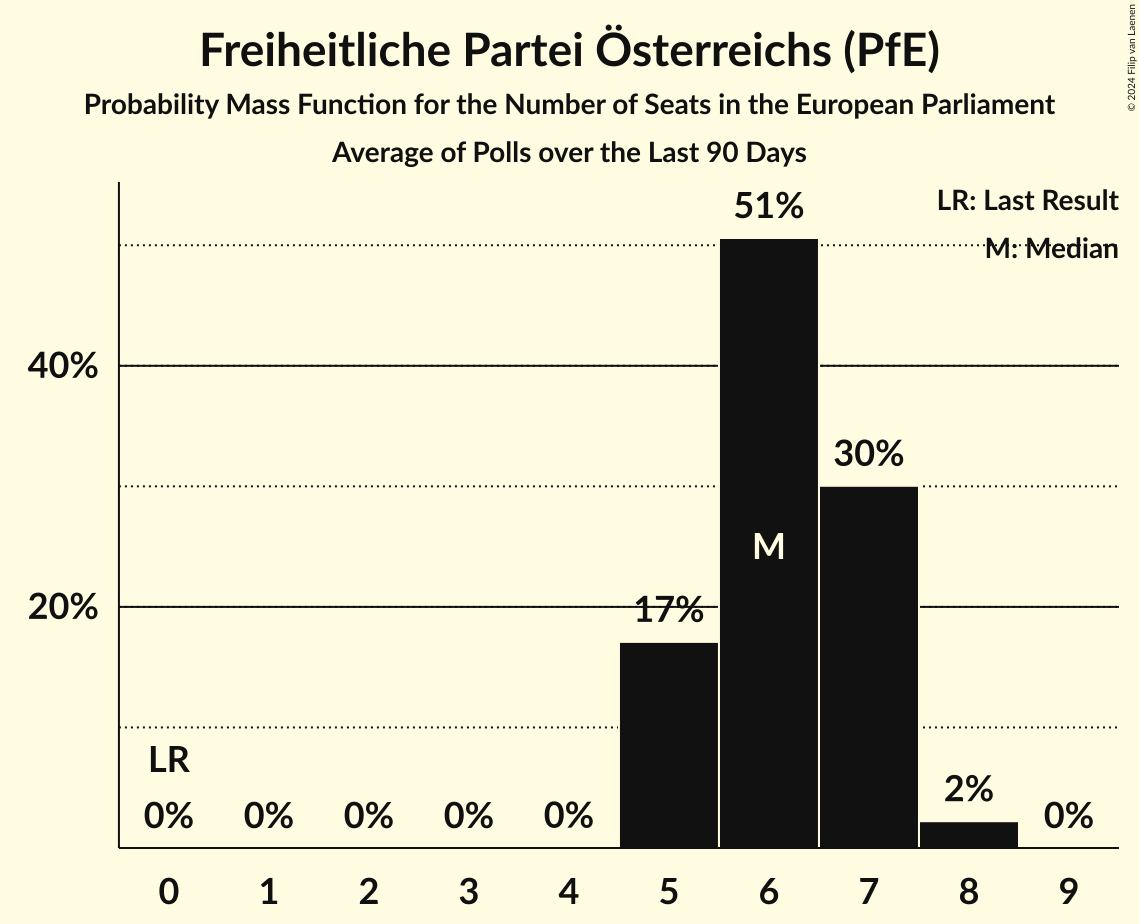 Freiheitliche Partei Österreichs (PfE)
Probability Mass Function for the Number of Seats in the European Parliament
Average of Polls over the Last 90 Days
© 2024 Filip van Laenen
LR: Last Result
M: Median
51%
40%
30%
M
20%
17%
LR
2%
0% 0% 0% 0% 0% 0%
0 1 2 3 4 5 6 7 8 9